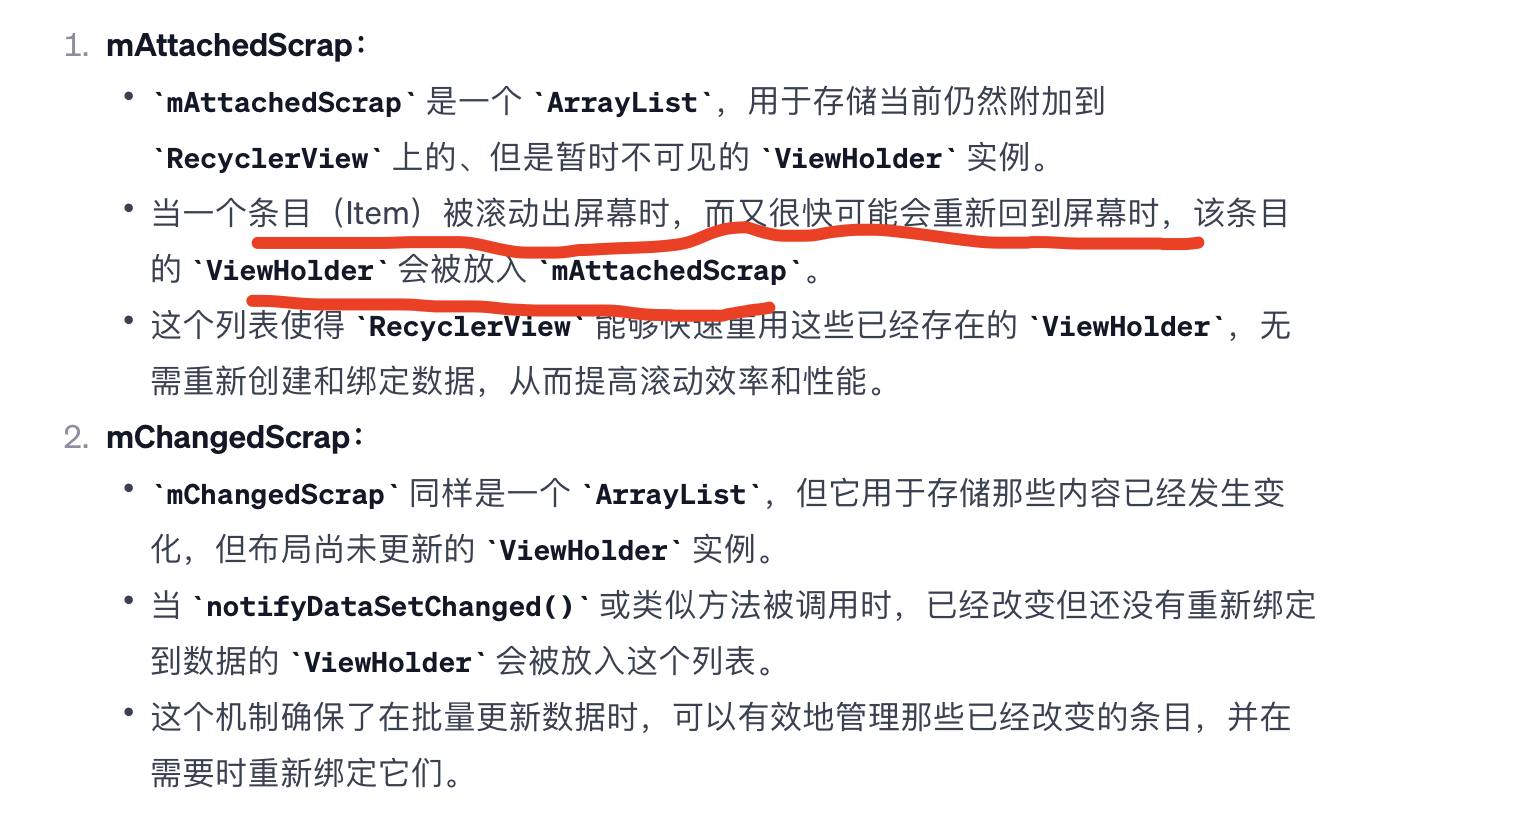 1. mAttachedScrap：
• `mAttachedScrap` 是一个 `ArrayList`，用于存储当前仍然附加到
`RecyclerView` 上的、但是暂时不可见的 `ViewHolder` 实例。
• 当一个条目（Item）被滚动出屏幕时，而又很快可能会重新回到屏幕时，该条目
的 `ViewHolder` 会被放入 `mAttachedScrap`。
• 这个列表使得 `RecyclerView` 能够快速重用这些已经存在的 `ViewHolder`，无
需重新创建和绑定数据，从而提高滚动效率和性能。
2. mChangedScrap：
• `mChangedScrap` 同样是一个 `ArrayList`，但它用于存储那些内容已经发生变
化，但布局尚未更新的 `ViewHolder` 实例。
• 当 `notifyDataSetChanged()` 或类似方法被调用时，已经改变但还没有重新绑定
到数据的 `ViewHolder` 会被放入这个列表。
• 这个机制确保了在批量更新数据时，可以有效地管理那些已经改变的条目，并在
需要时重新绑定它们。